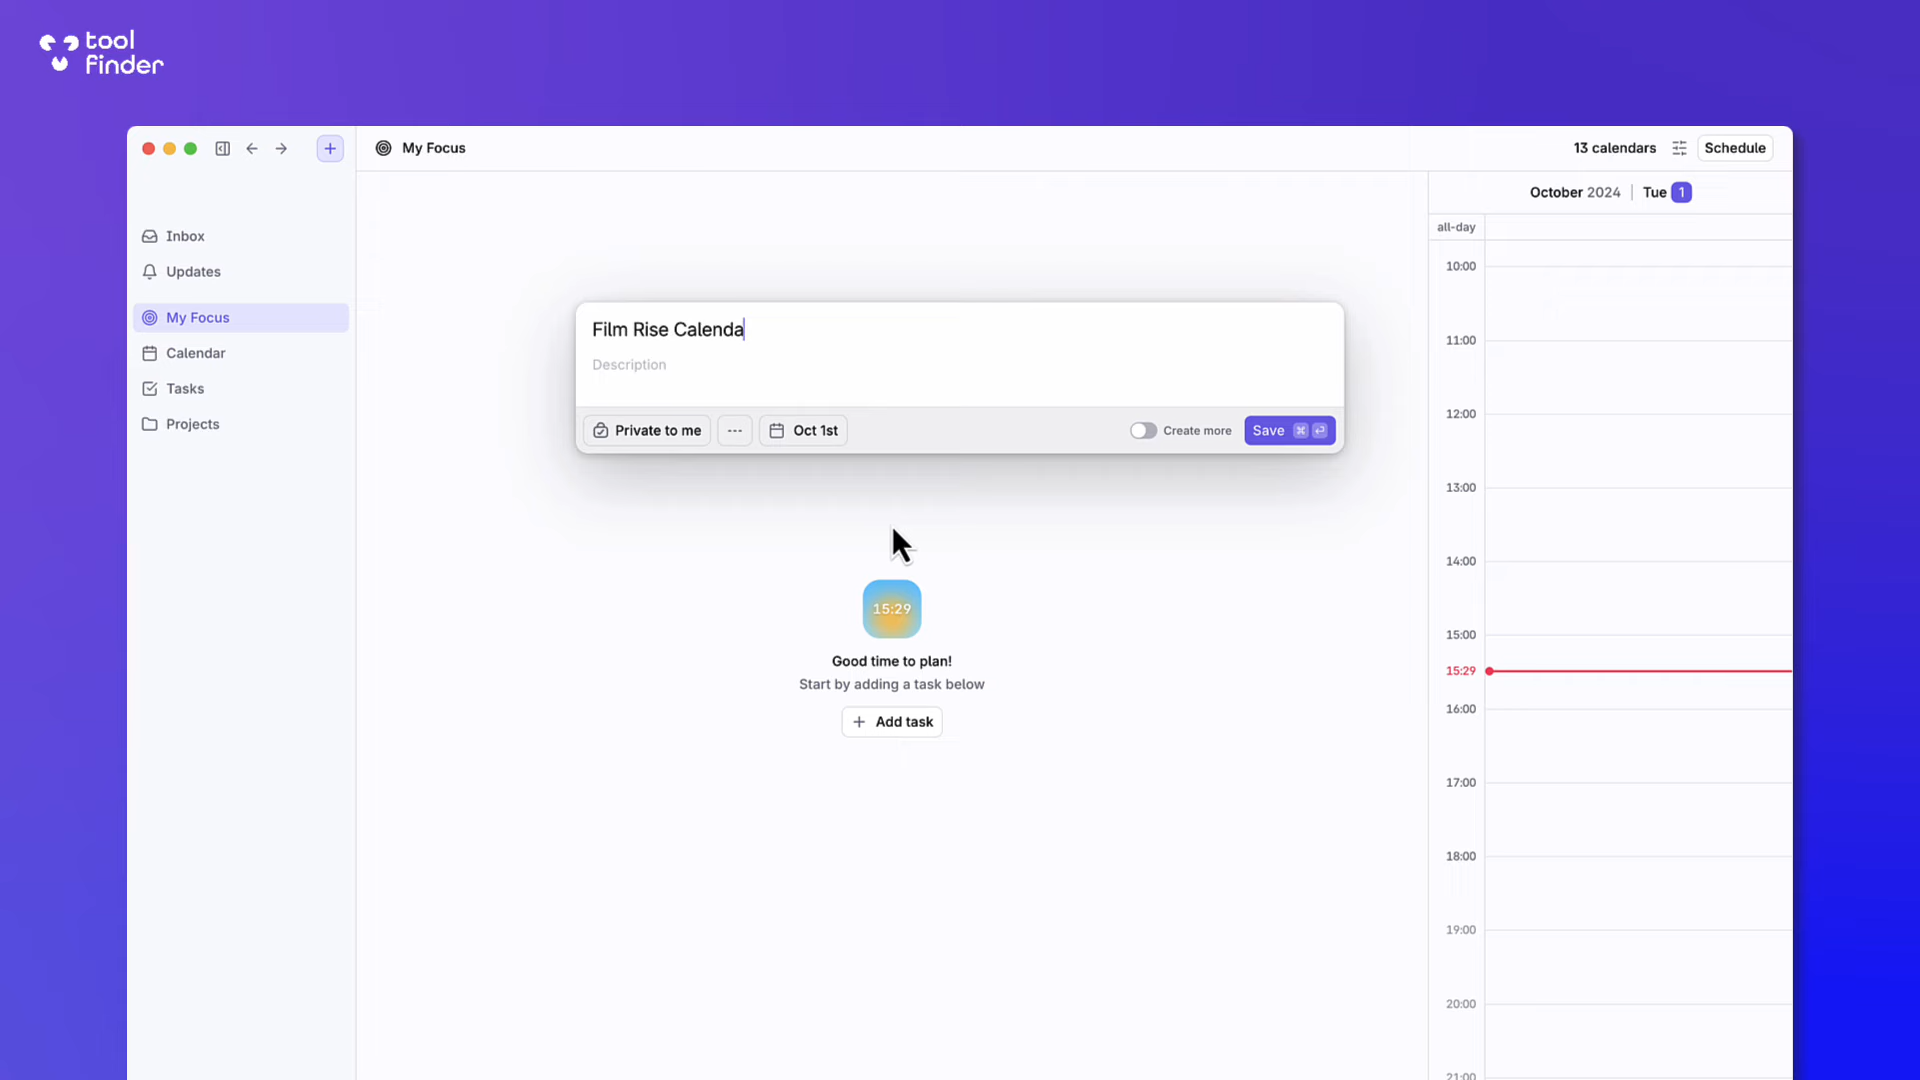 tool
finder
My Focus
13 calendars
Schedule
October 2024 | Tue 1
Inbox
Updates
My Focus
Calendar
Tasks
Projects
Film Rise Calenda
Description
Private to me
Oct 1st
Create more
Save ⌘ ↵
15:29
Good time to plan!
Start by adding a task below
+ Add task
all-day
10:00
11:00
12:00
13:00
14:00
15:00
15:29
16:00
17:00
18:00
19:00
20:00
21:00